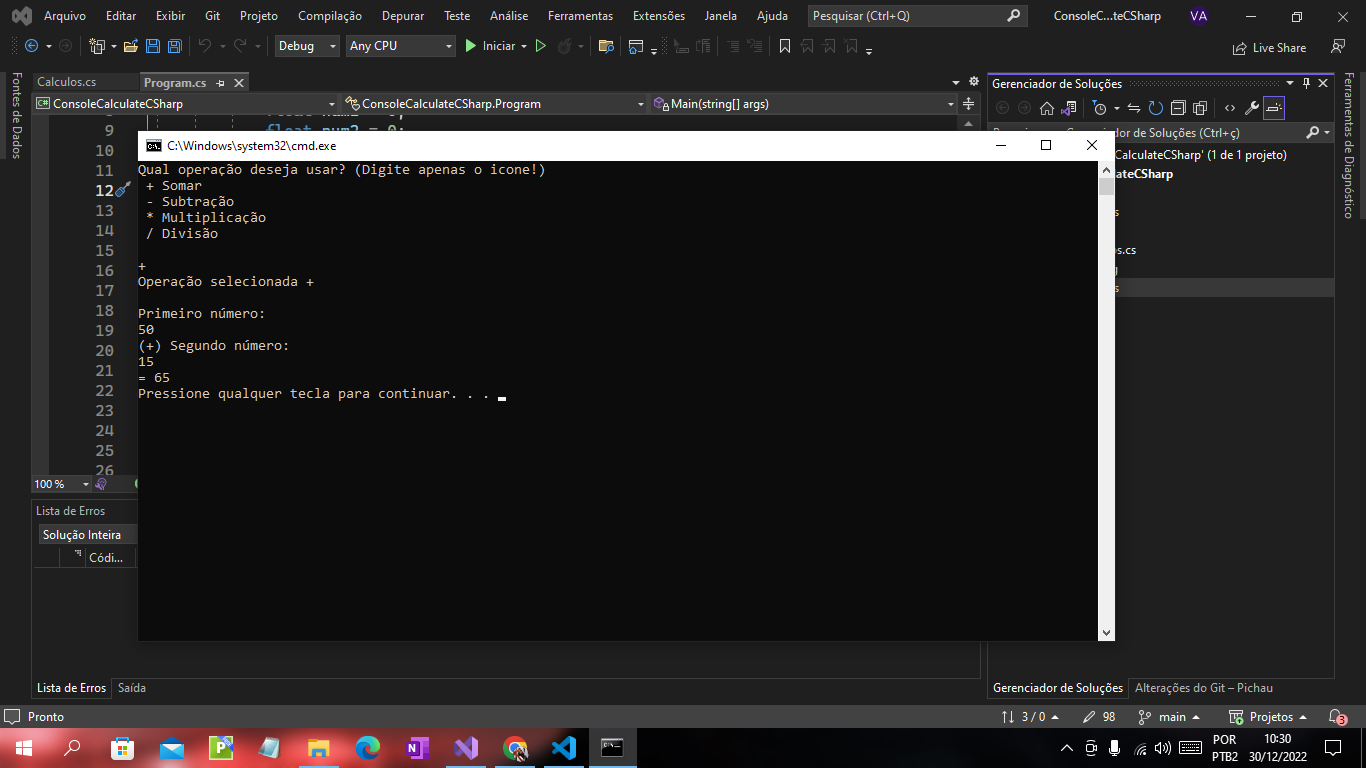 Arquivo Editar Exibir Git Projeto Compilação Depurar Teste Análise Ferramentas Extensões Janela Ajuda Pesquisar (Ctrl+Q) ConsoleC...teCSharp VA
Debug Any CPU Iniciar Live Share
Fontes de Dados
Calculos.cs Program.cs
ConsoleCalculateCSharp ConsoleCalculateCSharp.Program Main(string[] args)
9 float num2 = 0;
10
11
12
13
14
15
16
17
18
19
20
21
22
23
24
25
26
C:\Windows\system32\cmd.exe
Qual operação deseja usar? (Digite apenas o icone!)
+ Somar
- Subtração
* Multiplicação
/ Divisão
+
Operação selecionada +
Primeiro número:
50
(+) Segundo número:
15
= 65
Pressione qualquer tecla para continuar. . .
Gerenciador de Soluções
dor de Soluções (Ctrl+ç)
CalculateCSharp' (1 de 1 projeto)
ateCSharp
s
os.cs
s
Ferramentas de Diagnóstico
100 %
Lista de Erros
Solução Inteira
Códi...
Lista de Erros Saída
Gerenciador de Soluções Alterações do Git – Pichau
Pronto 3 / 0 98 main Projetos 3
POR
PTB2
10:30
30/12/2022